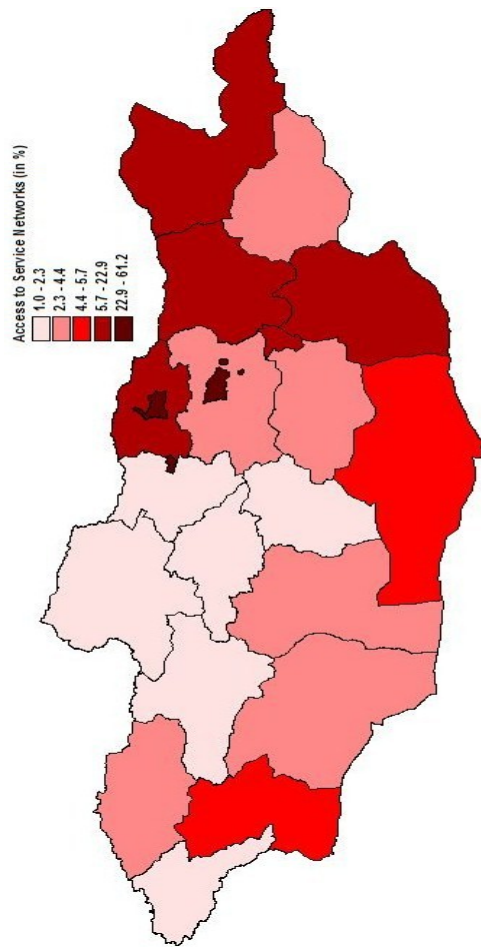 Access to Service Networks (in %)
1.0 - 2.3
2.3 - 4.4
4.4 - 5.7
5.7 - 22.9
22.9 - 61.2